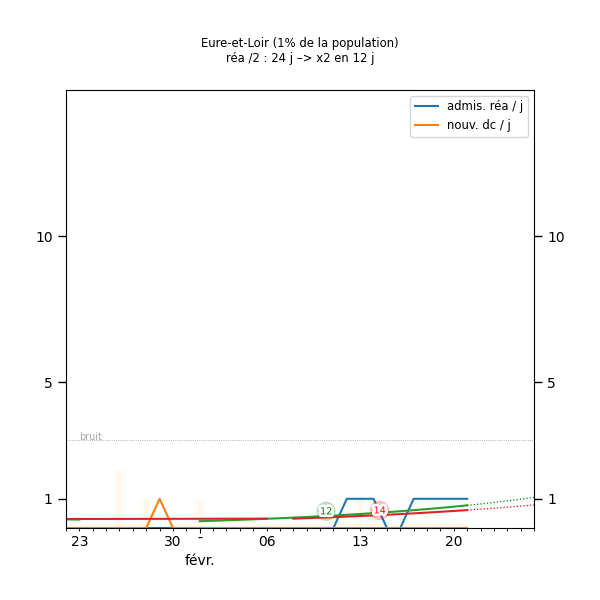 Eure-et-Loir (1% de la population)
réa /2 : 24 j –> x2 en 12 j
admis. réa / j
nouv. dc / j
10 10
5 5
bruit
1 12 14 1
23 30 - 06 13 20
févr.